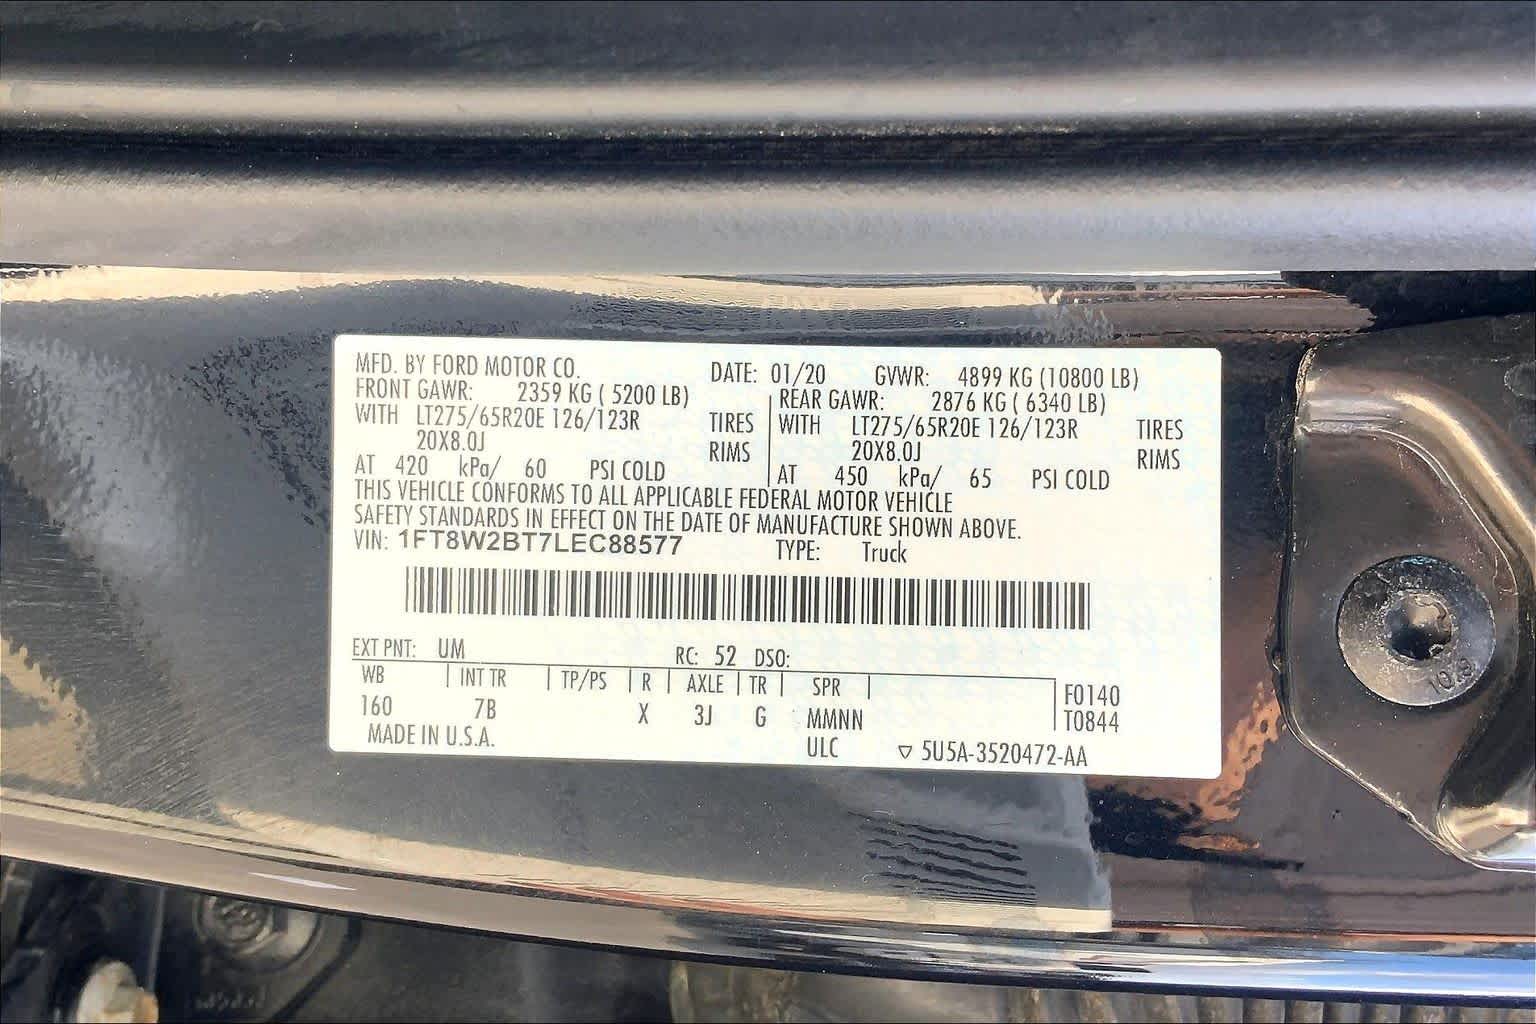 MFD. BY FORD MOTOR CO. DATE: 01/20 GVWR: 4899 KG (10800 LB)
FRONT GAWR: 2359 KG ( 5200 LB) REAR GAWR: 2876 KG ( 6340 LB)
WITH LT275/65R20E 126/123R TIRES WITH LT275/65R20E 126/123R TIRES
20X8.0J RIMS 20X8.0J RIMS
AT 420 kPa/ 60 PSI COLD AT 450 kPa/ 65 PSI COLD
THIS VEHICLE CONFORMS TO ALL APPLICABLE FEDERAL MOTOR VEHICLE
SAFETY STANDARDS IN EFFECT ON THE DATE OF MANUFACTURE SHOWN ABOVE.
VIN: 1FT8W2BT7LEC88577 TYPE: Truck
EXT PNT: UM RC: 52 DSO:
WB INT TR TP/PS R AXLE TR SPR F0140
160 7B X 3J G MMNN T0844
MADE IN U.S.A. ULC ▽ 5U5A-3520472-AA
10.9